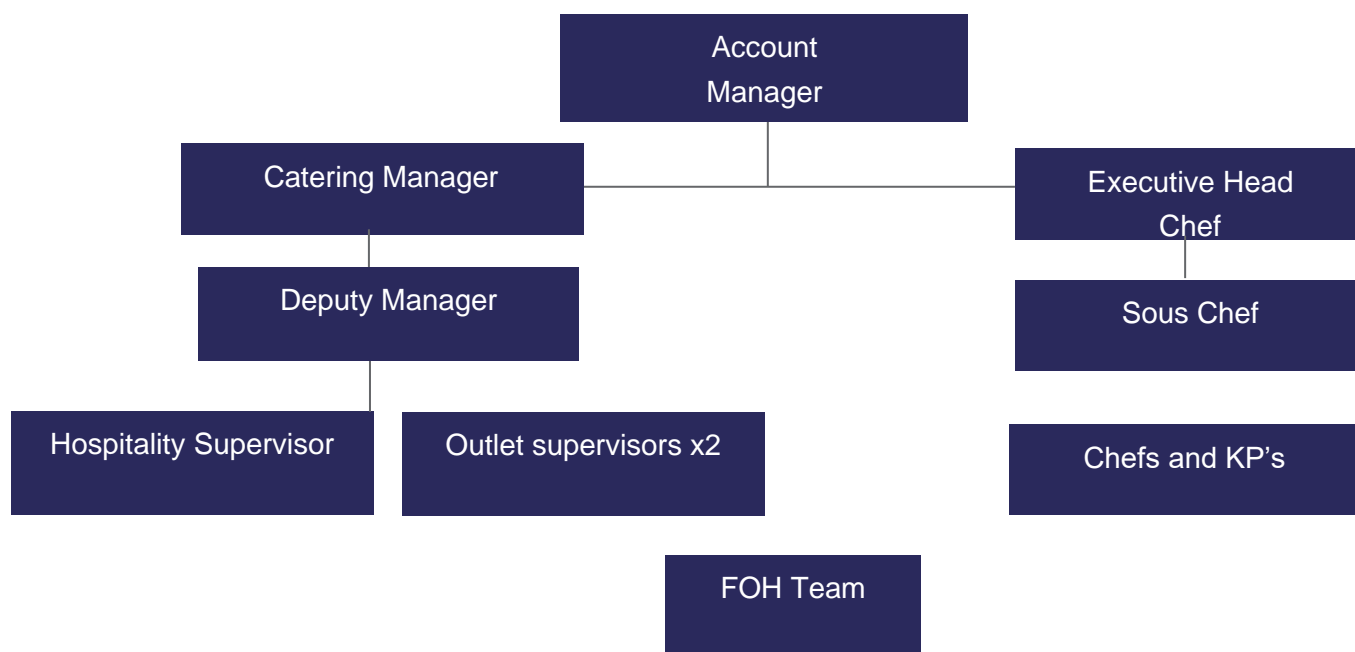 Account
Manager
Catering Manager
Executive Head
Chef
Deputy Manager
Sous Chef
Hospitality Supervisor
Outlet supervisors x2
Chefs and KP’s
FOH Team